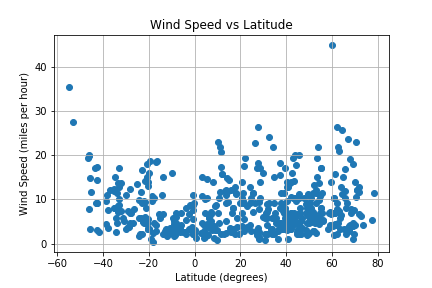 Wind Speed vs Latitude
Wind Speed (miles per hour)
40
30
20
10
0
−60 −40 −20 0 20 40 60 80
Latitude (degrees)